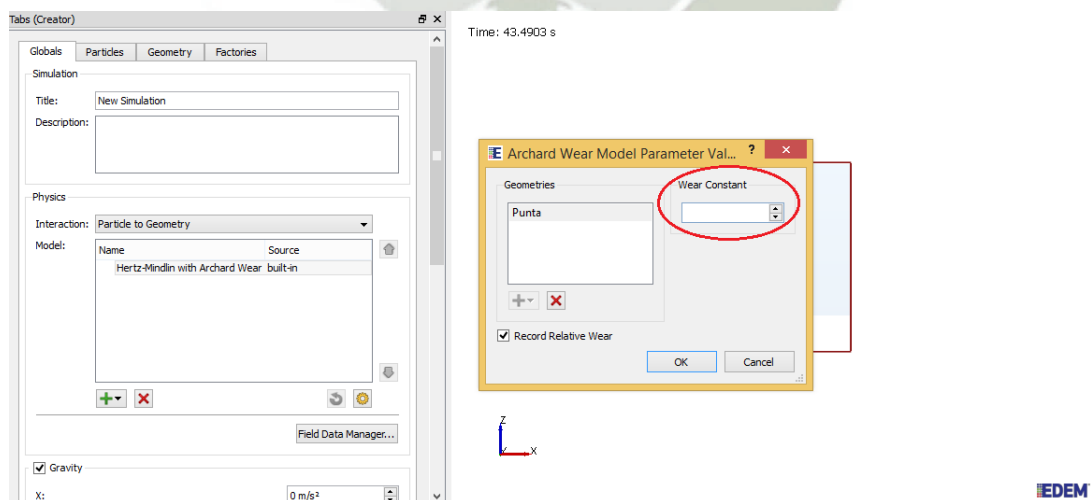 Tabs (Creator)
Globals Particles Geometry Factories
Simulation
Title: New Simulation
Description:
Physics
Interaction: Particle to Geometry
Model:
Name Source
Hertz-Mindlin with Archard Wear built-in
Field Data Manager...
Gravity
X: 0 m/s²
Time: 43.4903 s
E Archard Wear Model Parameter Val... ?
Geometries
Wear Constant
Punta
Record Relative Wear
OK Cancel
Z
Y X
EDEM